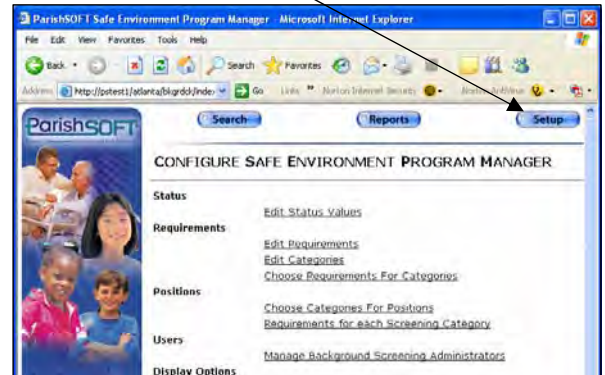 ParishSOFT Safe Environment Program Manager - Microsoft Internet Explorer
File Edit View Favorites Tools Help
Back Search Favorites
Address http://pstest1/atlanta/bkgrddi/index Go Links » Norton Internet Security Norton AntiVirus
ParishSOFT
Search Reports Setup
CONFIGURE SAFE ENVIRONMENT PROGRAM MANAGER
Status
Edit Status Values
Requirements
Edit Requirements
Edit Categories
Choose Requirements For Categories
Positions
Choose Categories For Positions
Requirements for each Screening Category
Users
Manage Background Screening Administrators
Display Options